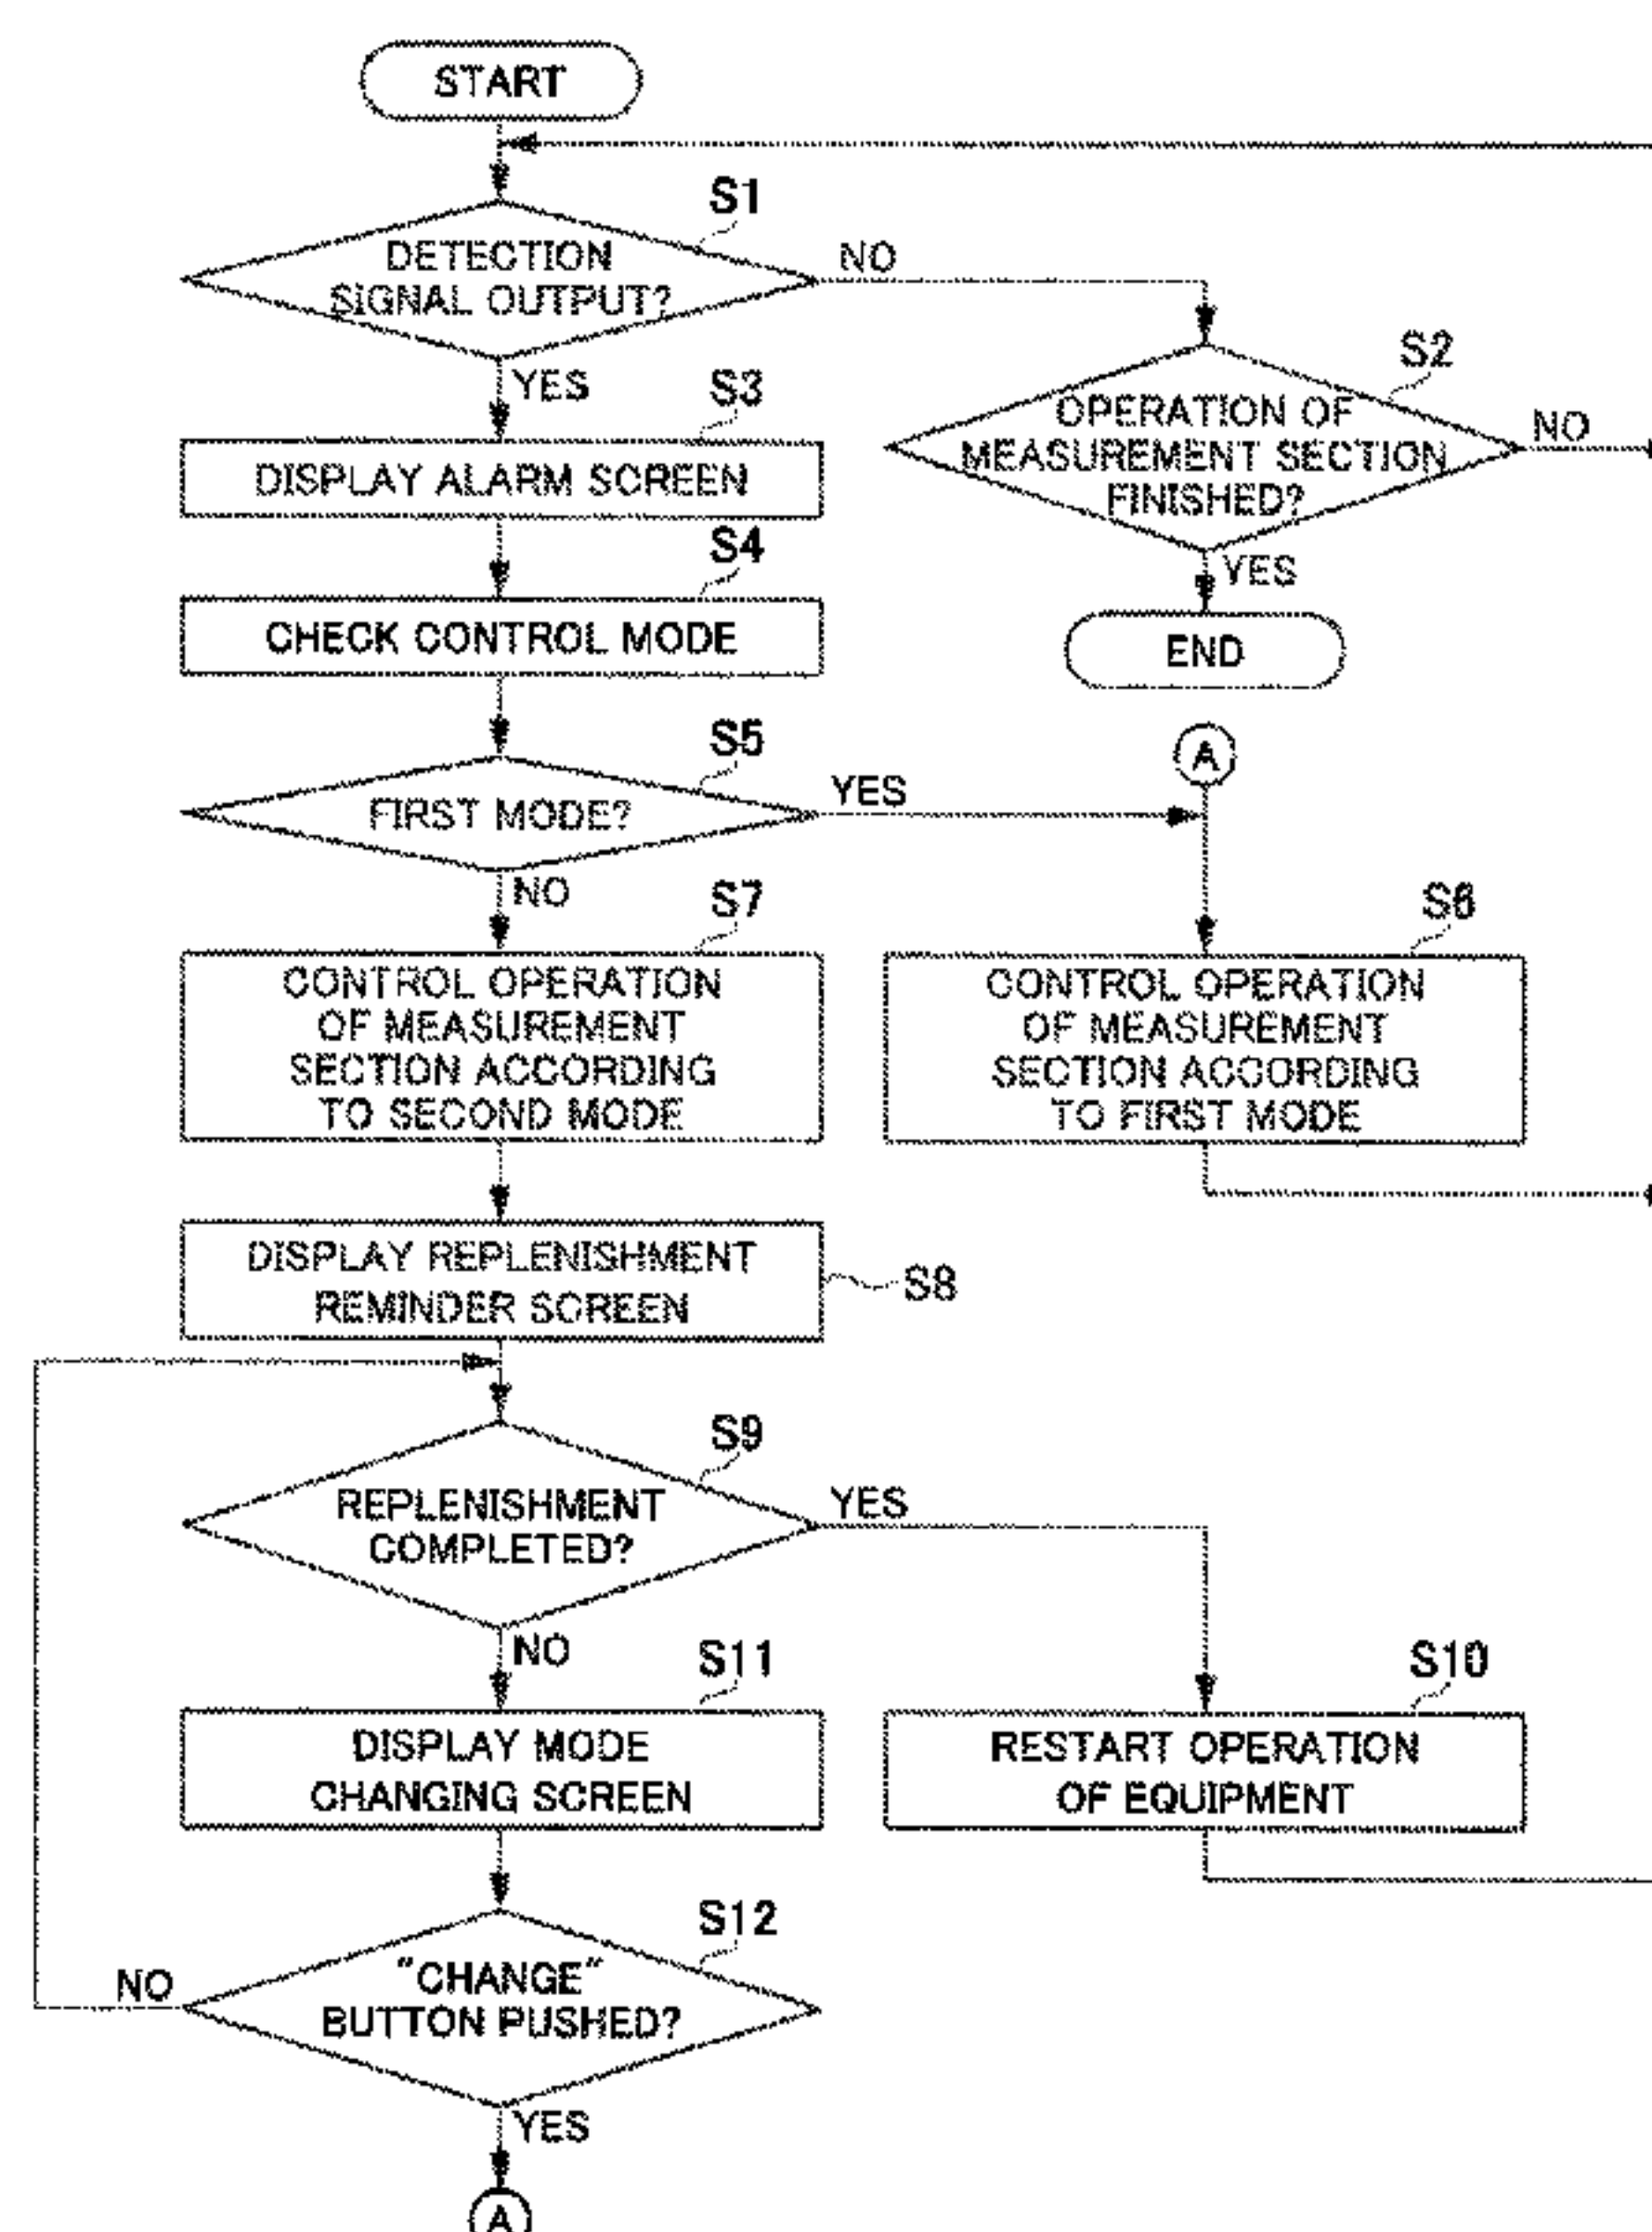 START
S1
DETECTION
SIGNAL OUTPUT?
NO
YES
S2
OPERATION OF
MEASUREMENT SECTION
FINISHED?
NO
YES
END
S3
DISPLAY ALARM SCREEN
S4
CHECK CONTROL MODE
S5
FIRST MODE?
YES
NO
A
S6
CONTROL OPERATION
OF MEASUREMENT
SECTION ACCORDING
TO FIRST MODE
S7
CONTROL OPERATION
OF MEASUREMENT
SECTION ACCORDING
TO SECOND MODE
DISPLAY REPLENISHMENT
REMINDER SCREEN
S8
S9
REPLENISHMENT
COMPLETED?
YES
NO
S10
RESTART OPERATION
OF EQUIPMENT
S11
DISPLAY MODE
CHANGING SCREEN
S12
"CHANGE"
BUTTON PUSHED?
NO
YES
A